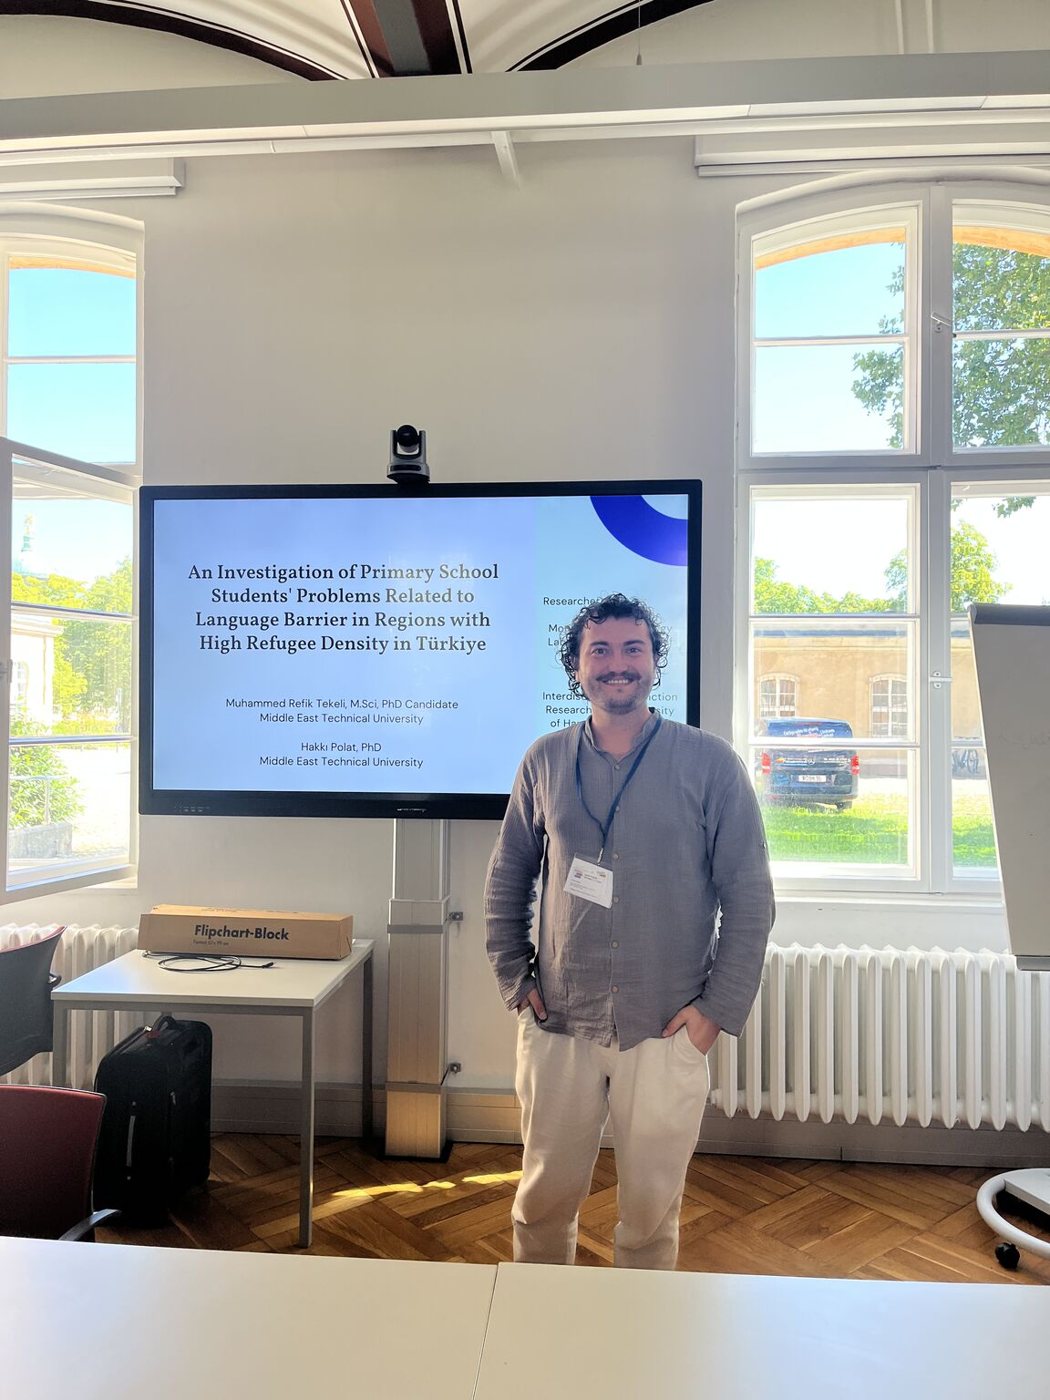 An Investigation of Primary School
Students' Problems Related to
Language Barrier in Regions with
High Refugee Density in Türkiye
Muhammed Refik Tekeli, M.Sci, PhD Candidate
Middle East Technical University
Hakkı Polat, PhD
Middle East Technical University
Research
of
Flipchart-Block